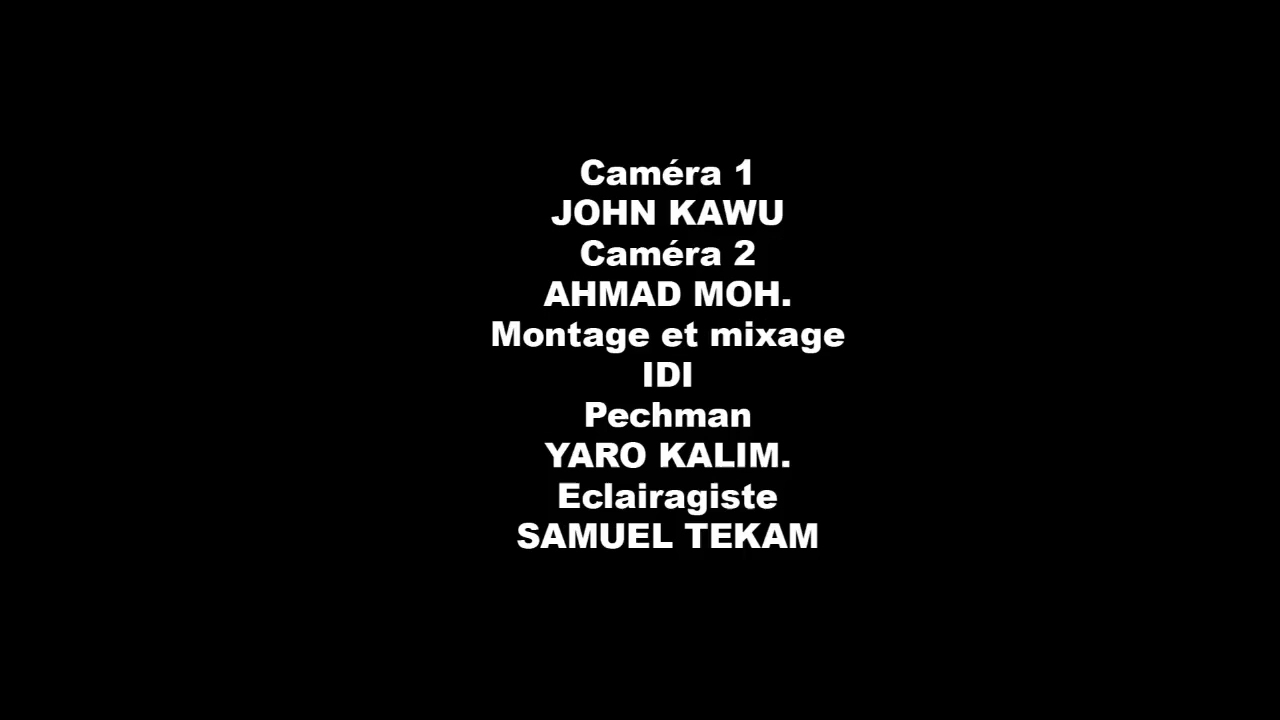 Caméra 1
JOHN KAWU
Caméra 2
AHMAD MOH.
Montage et mixage
IDI
Pechman
YARO KALIM.
Eclairagiste
SAMUEL TEKAM